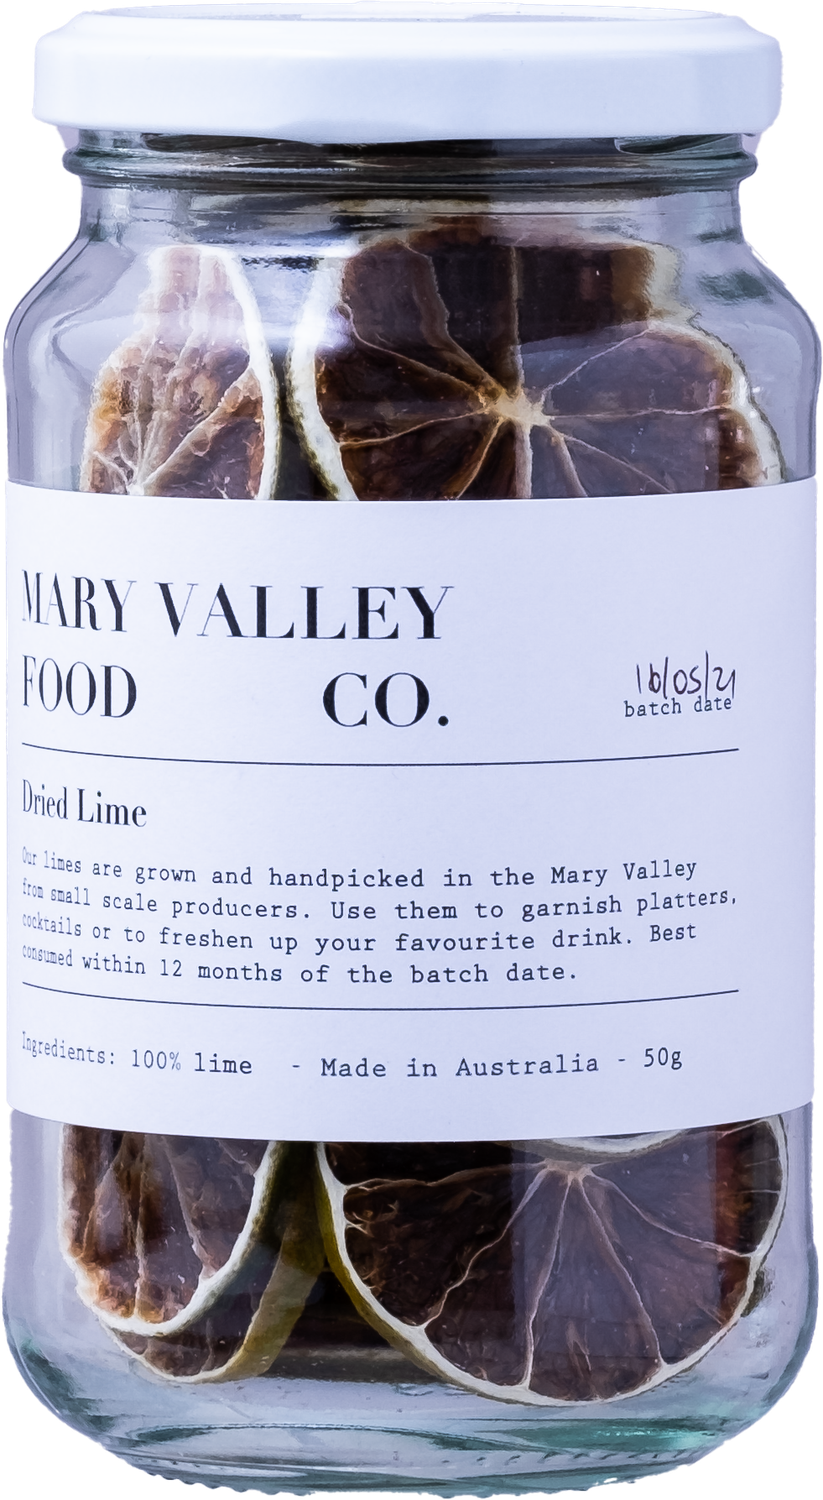 MARY VALLEY
FOOD CO.
16/05/21
batch date
Dried Lime
Our limes are grown and handpicked in the Mary Valley
from small scale producers. Use them to garnish platters,
cocktails or to freshen up your favourite drink. Best
consumed within 12 months of the batch date.
Ingredients: 100% lime - Made in Australia - 50g